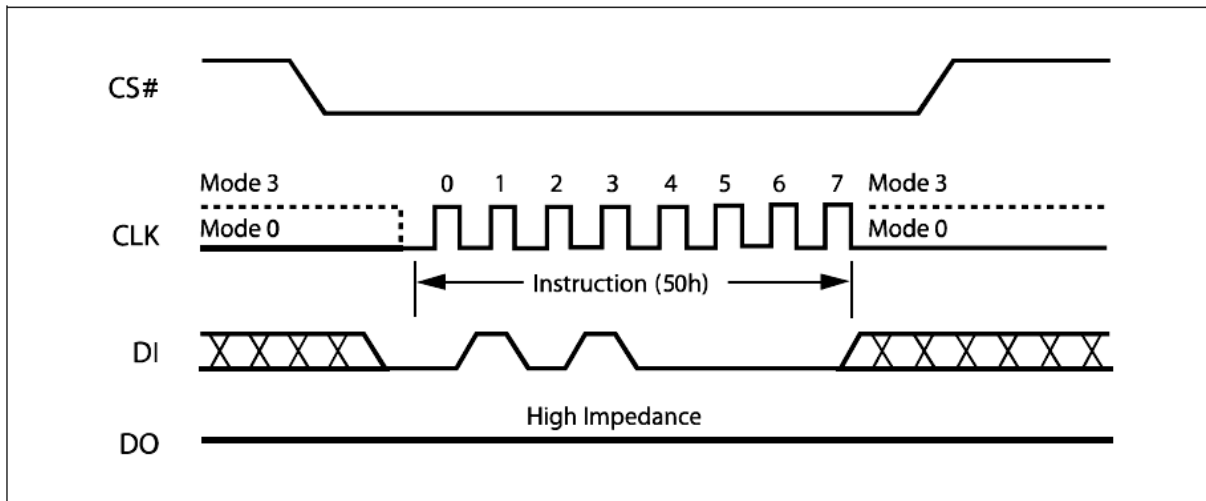 CS#
Mode 3 0 1 2 3 4 5 6 7 Mode 3
CLK Mode 0 Mode 0
Instruction (50h)
DI
High Impedance
DO